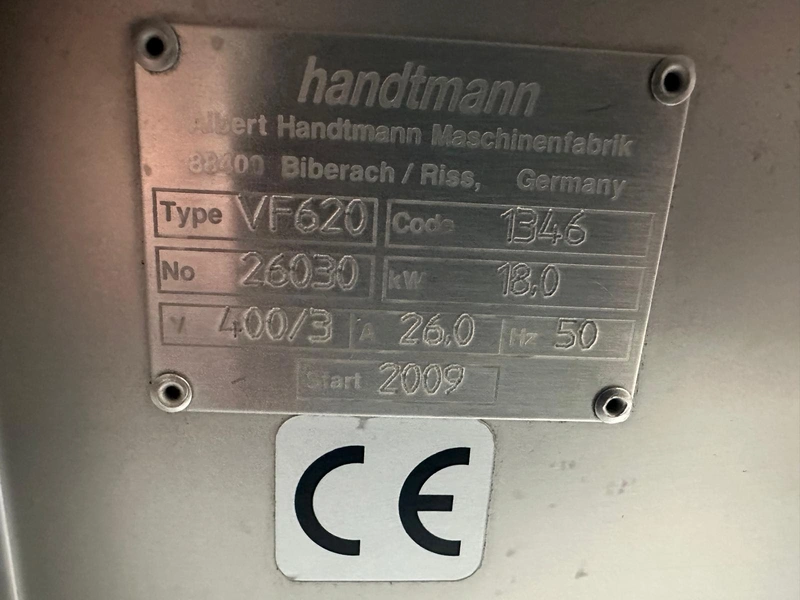 handtmann
Albert Handtmann Maschinenfabrik
88400 Biberach / Riss, Germany
Type VF620 Code 1346
No 26030 kW 18.0
V 400/3 A 26.0 Hz 50
Start 2009
CE